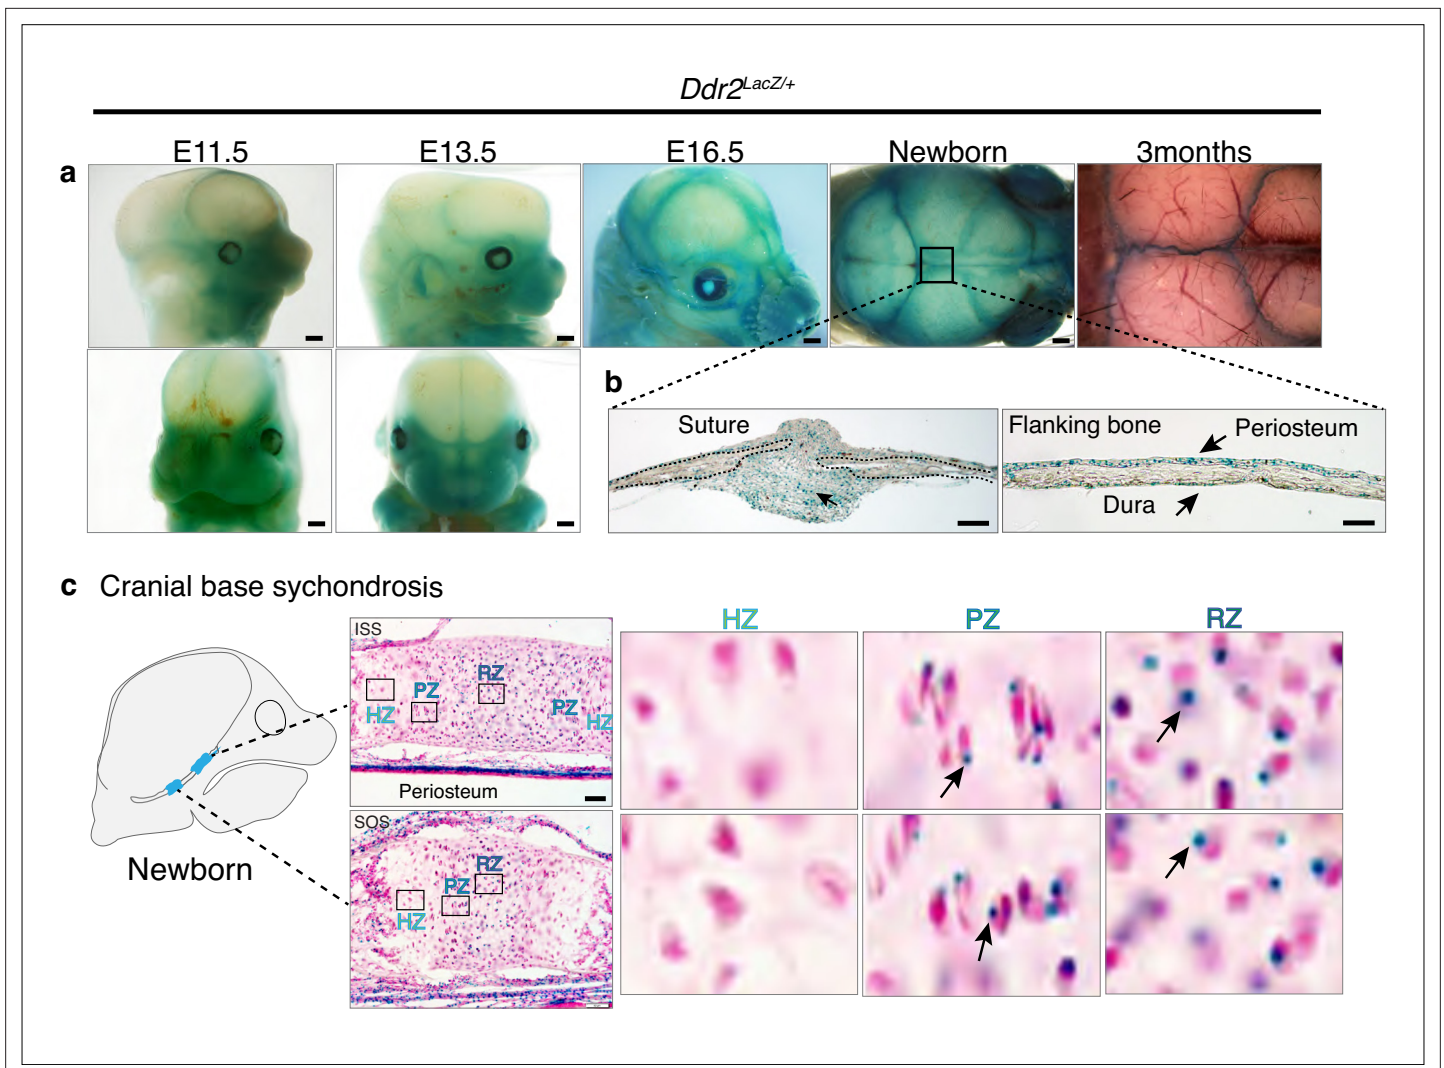 Ddr2LacZ/+
E11.5
E13.5
E16.5
Newborn
3months
a
b
Suture
Flanking bone
Periosteum
Dura
c Cranial base sychondrosis
HZ
PZ
RZ
ISS
RZ
PZ
HZ
PZ
HZ
Periosteum
SOS
RZ
PZ
HZ
Newborn